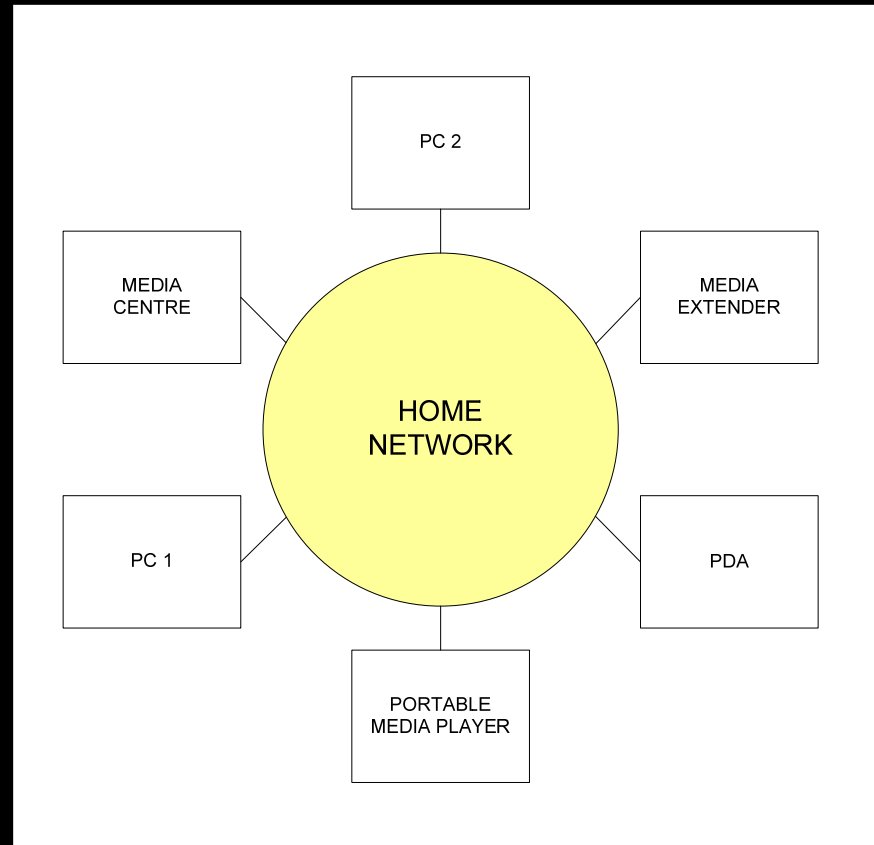 PC 2
MEDIA
CENTRE
MEDIA
EXTENDER
HOME
NETWORK
PC 1
PDA
PORTABLE
MEDIA PLAYER